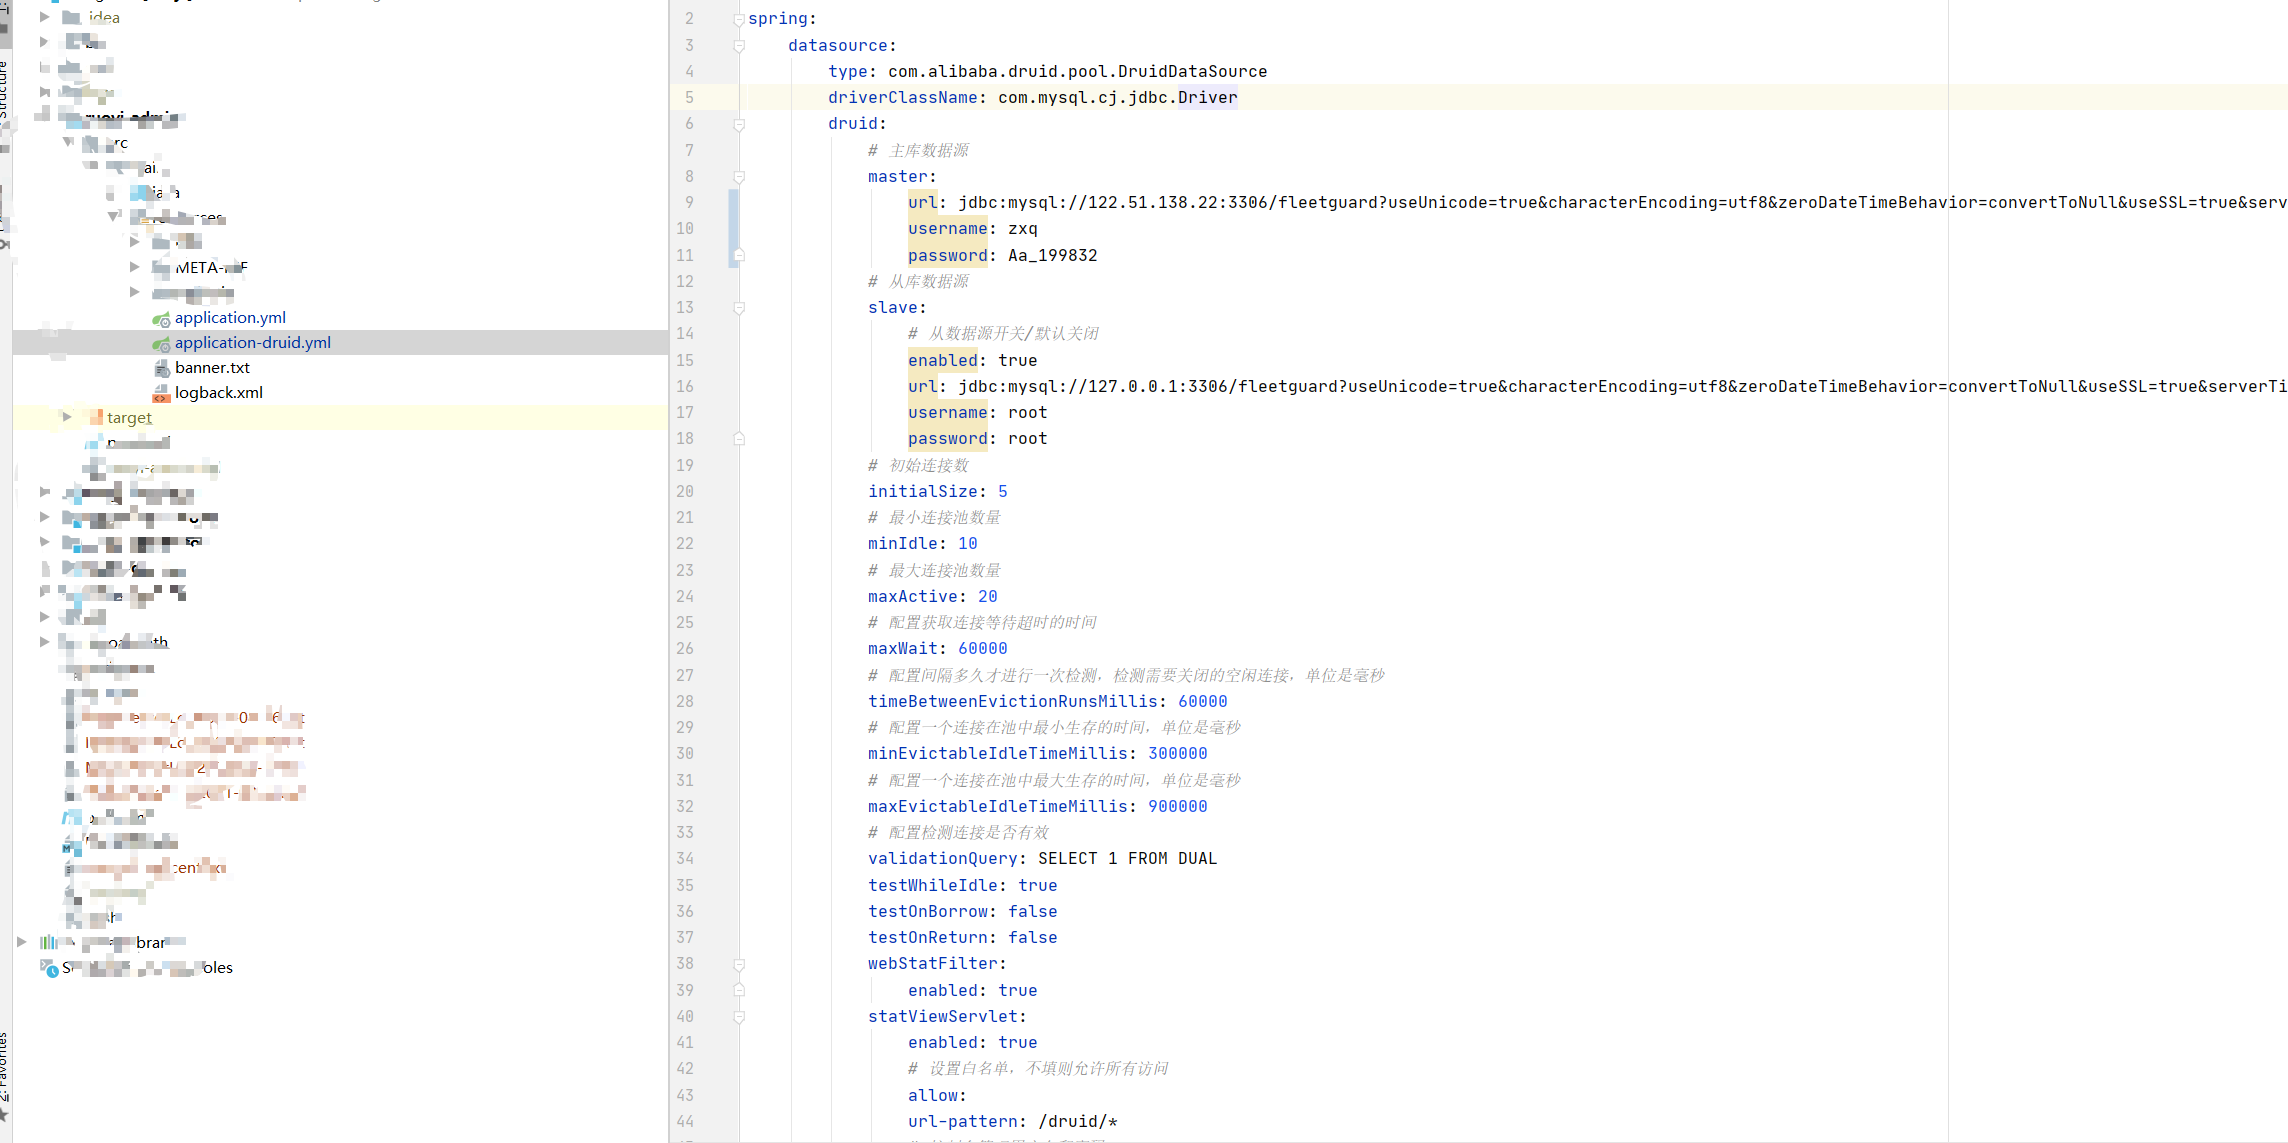 idea
src
java
META-INF
application.yml
application-druid.yml
banner.txt
logback.xml
target
Structure
2: Favorites
2 spring:
3 datasource:
4 type: com.alibaba.druid.pool.DruidDataSource
5 driverClassName: com.mysql.cj.jdbc.Driver
6 druid:
7 # 主库数据源
8 master:
9 url: jdbc:mysql://122.51.138.22:3306/fleetguard?useUnicode=true&characterEncoding=utf8&zeroDateTimeBehavior=convertToNull&useSSL=true&serv
10 username: zxq
11 password: Aa_199832
12 # 从库数据源
13 slave:
14 # 从数据源开关/默认关闭
15 enabled: true
16 url: jdbc:mysql://127.0.0.1:3306/fleetguard?useUnicode=true&characterEncoding=utf8&zeroDateTimeBehavior=convertToNull&useSSL=true&serverTi
17 username: root
18 password: root
19 # 初始连接数
20 initialSize: 5
21 # 最小连接池数量
22 minIdle: 10
23 # 最大连接池数量
24 maxActive: 20
25 # 配置获取连接等待超时的时间
26 maxWait: 60000
27 # 配置间隔多久才进行一次检测，检测需要关闭的空闲连接，单位是毫秒
28 timeBetweenEvictionRunsMillis: 60000
29 # 配置一个连接在池中最小生存的时间，单位是毫秒
30 minEvictableIdleTimeMillis: 300000
31 # 配置一个连接在池中最大生存的时间，单位是毫秒
32 maxEvictableIdleTimeMillis: 900000
33 # 配置检测连接是否有效
34 validationQuery: SELECT 1 FROM DUAL
35 testWhileIdle: true
36 testOnBorrow: false
37 testOnReturn: false
38 webStatFilter:
39 enabled: true
40 statViewServlet:
41 enabled: true
42 # 设置白名单，不填则允许所有访问
43 allow:
44 url-pattern: /druid/*